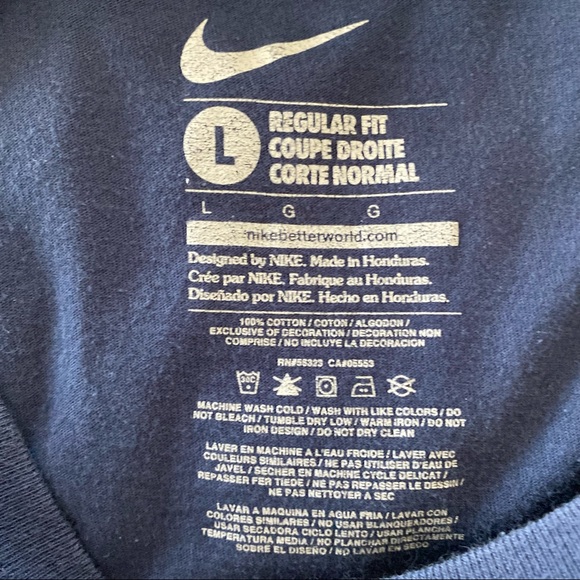 L
REGULAR FIT
COUPE DROITE
CORTE NORMAL
L G G
nikebetterworld.com
Designed by NIKE. Made in Honduras.
Crée par NIKE. Fabrique au Honduras.
Diseñado por NIKE. Hecho en Honduras.
100% COTTON / COTON / ALGODON /
EXCLUSIVE OF DECORATION / DECORATION NON
COMPRISE / NO INCLUYE LA DECORACION
RN#56323 CA#05553
30C
MACHINE WASH COLD / WASH WITH LIKE COLORS / DO
NOT BLEACH / TUMBLE DRY LOW / WARM IRON / DO NOT
IRON DESIGN / DO NOT DRY CLEAN
LAVER EN MACHINE A L'EAU FROIDE / LAVER AVEC
COULEURS SIMILAIRES / NE PAS UTILISER D'EAU DE
JAVEL / SECHER EN MACHINE CYCLE DELICAT /
REPASSER FER TIEDE / NE PAS REPASSER LE DESSIN /
NE PAS NETTOYER A SEC
LAVAR A MAQUINA EN AGUA FRIA / LAVAR CON
COLORES SIMILARES / NO USAR BLANQUEADORES /
USAR SECADORA CICLO LENTO / USAR PLANCHA
TEMPERATURA MEDIA / NO PLANCHAR DIRECTAMENTE
SOBRE EL DISEÑO / NO LAVAR EN SECO